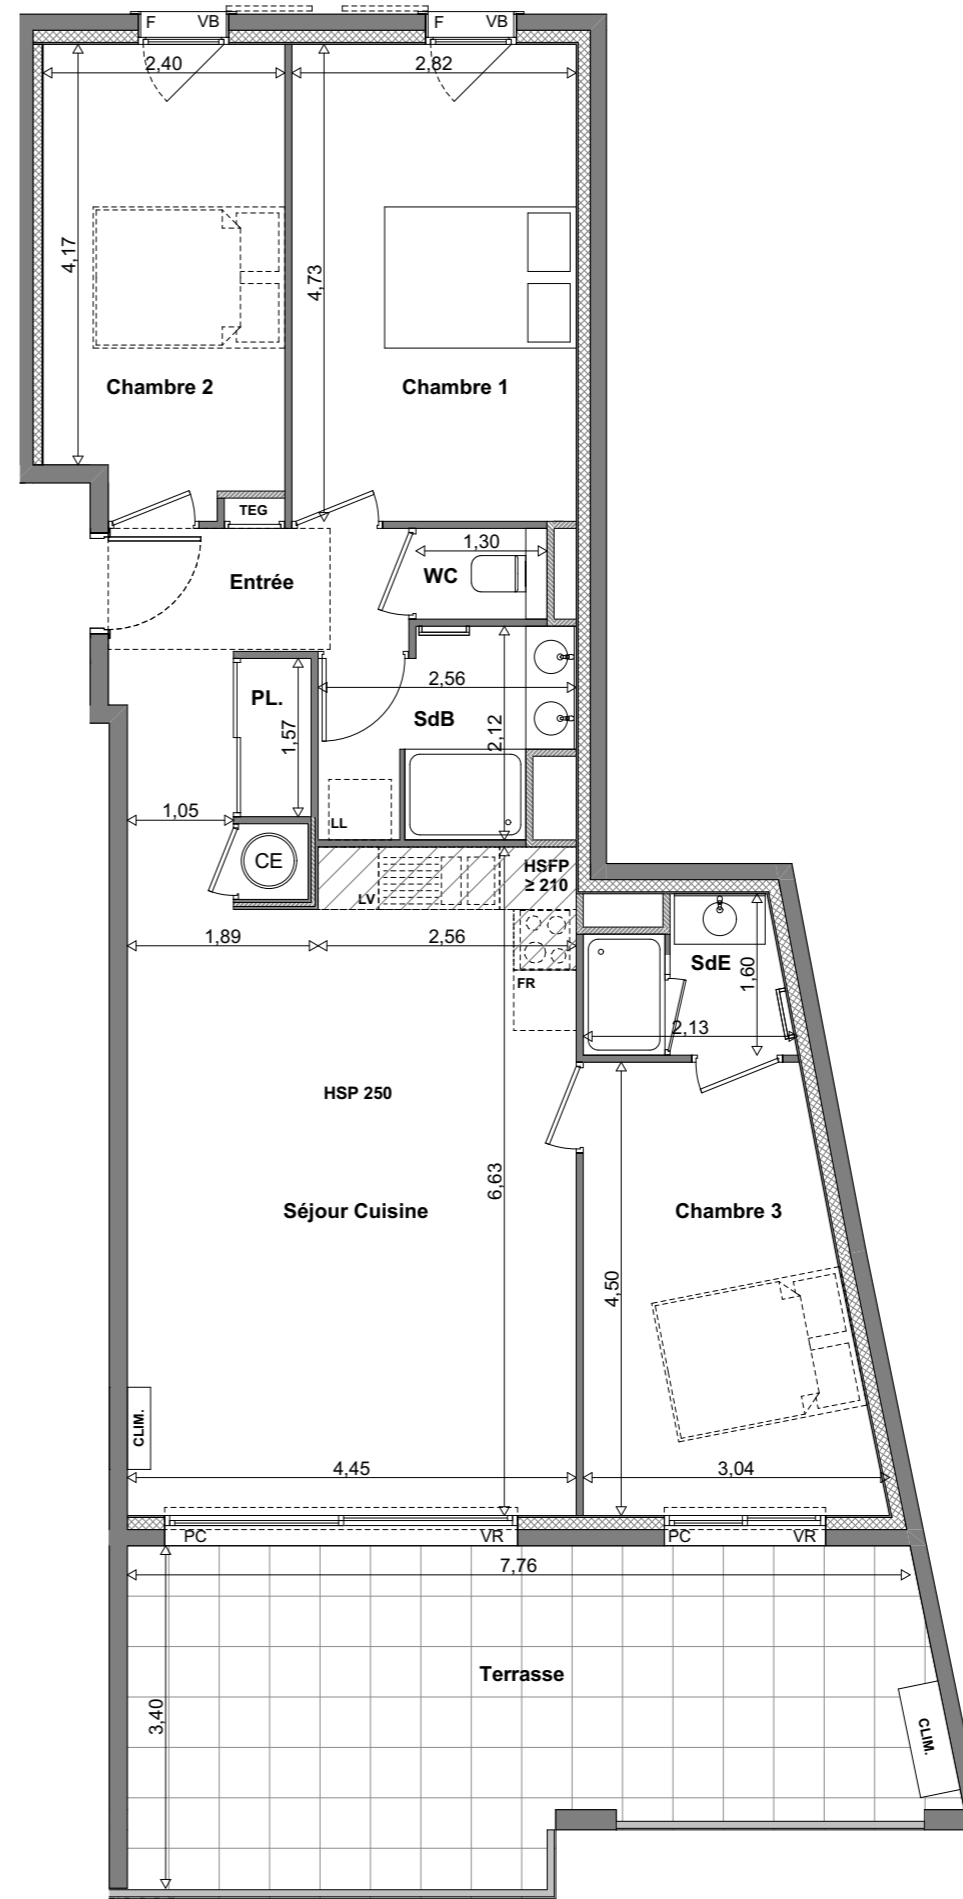 F VB
F VB
2,40
2,82
4,17
4,73
Chambre 2
Chambre 1
TEG
1,30
WC
Entrée
PL.
1,57
2,56
SdB
2,12
1,05
LL
CE
HSFP
≥ 210
LV
1,89
2,56
FR
SdE
1,60
2,13
HSP 250
6,63
Séjour Cuisine
Chambre 3
4,50
CLIM.
4,45
3,04
PC VR
PC VR
7,76
Terrasse
3,40
CLIM.